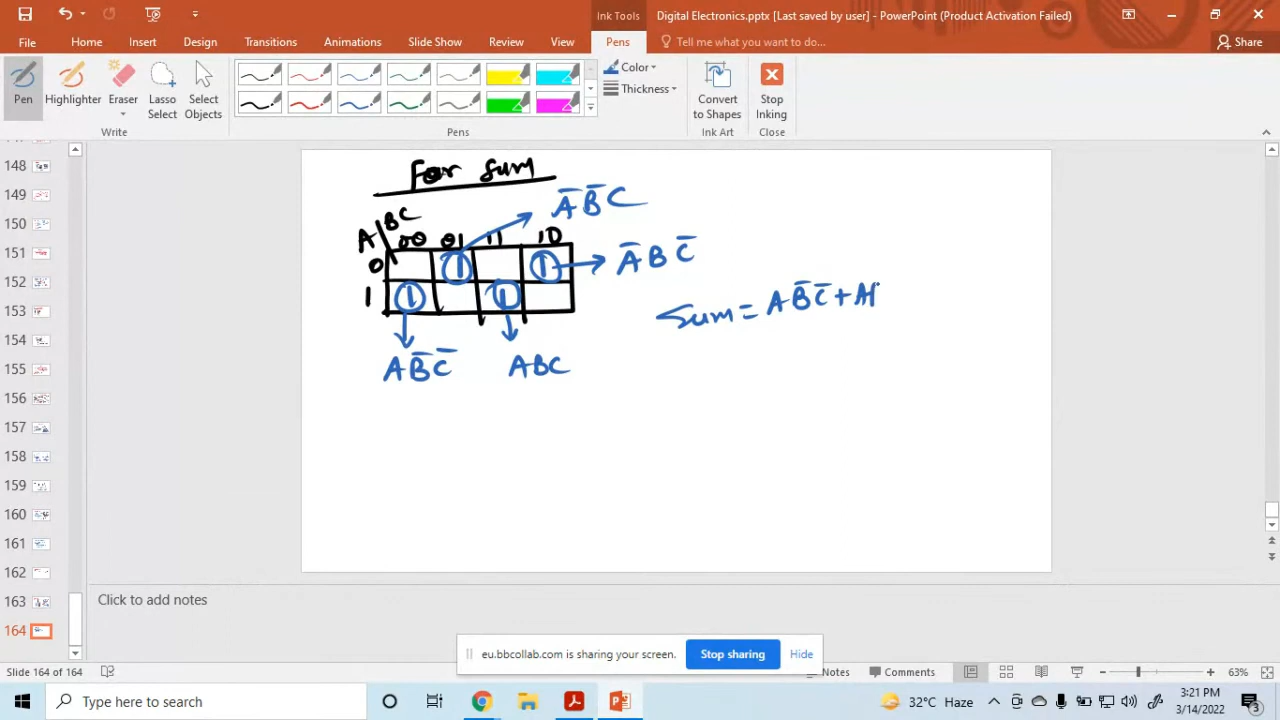 Ink Tools
Digital Electronics.pptx [Last saved by user] - PowerPoint (Product Activation Failed)
File Home Insert Design Transitions Animations Slide Show Review View Pens Tell me what you want to do... Share
Pen Highlighter Eraser Lasso Select Select Objects
Color
Thickness
Convert to Shapes
Stop Inking
Write Pens Ink Art Close
148
149
150
151
152
153
154
155
156
157
158
159
160
161
162
163
164
For Sum
A̅ B̅ C
A BC 00 01 11 10
0 1 1
A̅ B C̅
1 1 1
Sum = A B̅ C̅ + A
A B̅ C̅ ABC
Click to add notes
eu.bbcollab.com is sharing your screen. Stop sharing Hide
Slide 164 of 164 Notes Comments 63%
Type here to search
32°C Haze
ENG
3:21 PM
3/14/2022
3